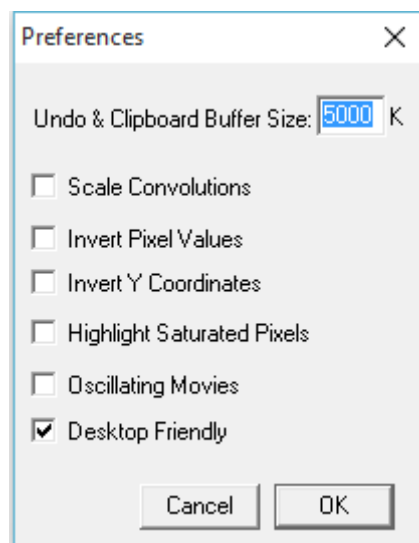 Preferences
Undo & Clipboard Buffer Size: 5000 K
Scale Convolutions
Invert Pixel Values
Invert Y Coordinates
Highlight Saturated Pixels
Oscillating Movies
Desktop Friendly
Cancel OK